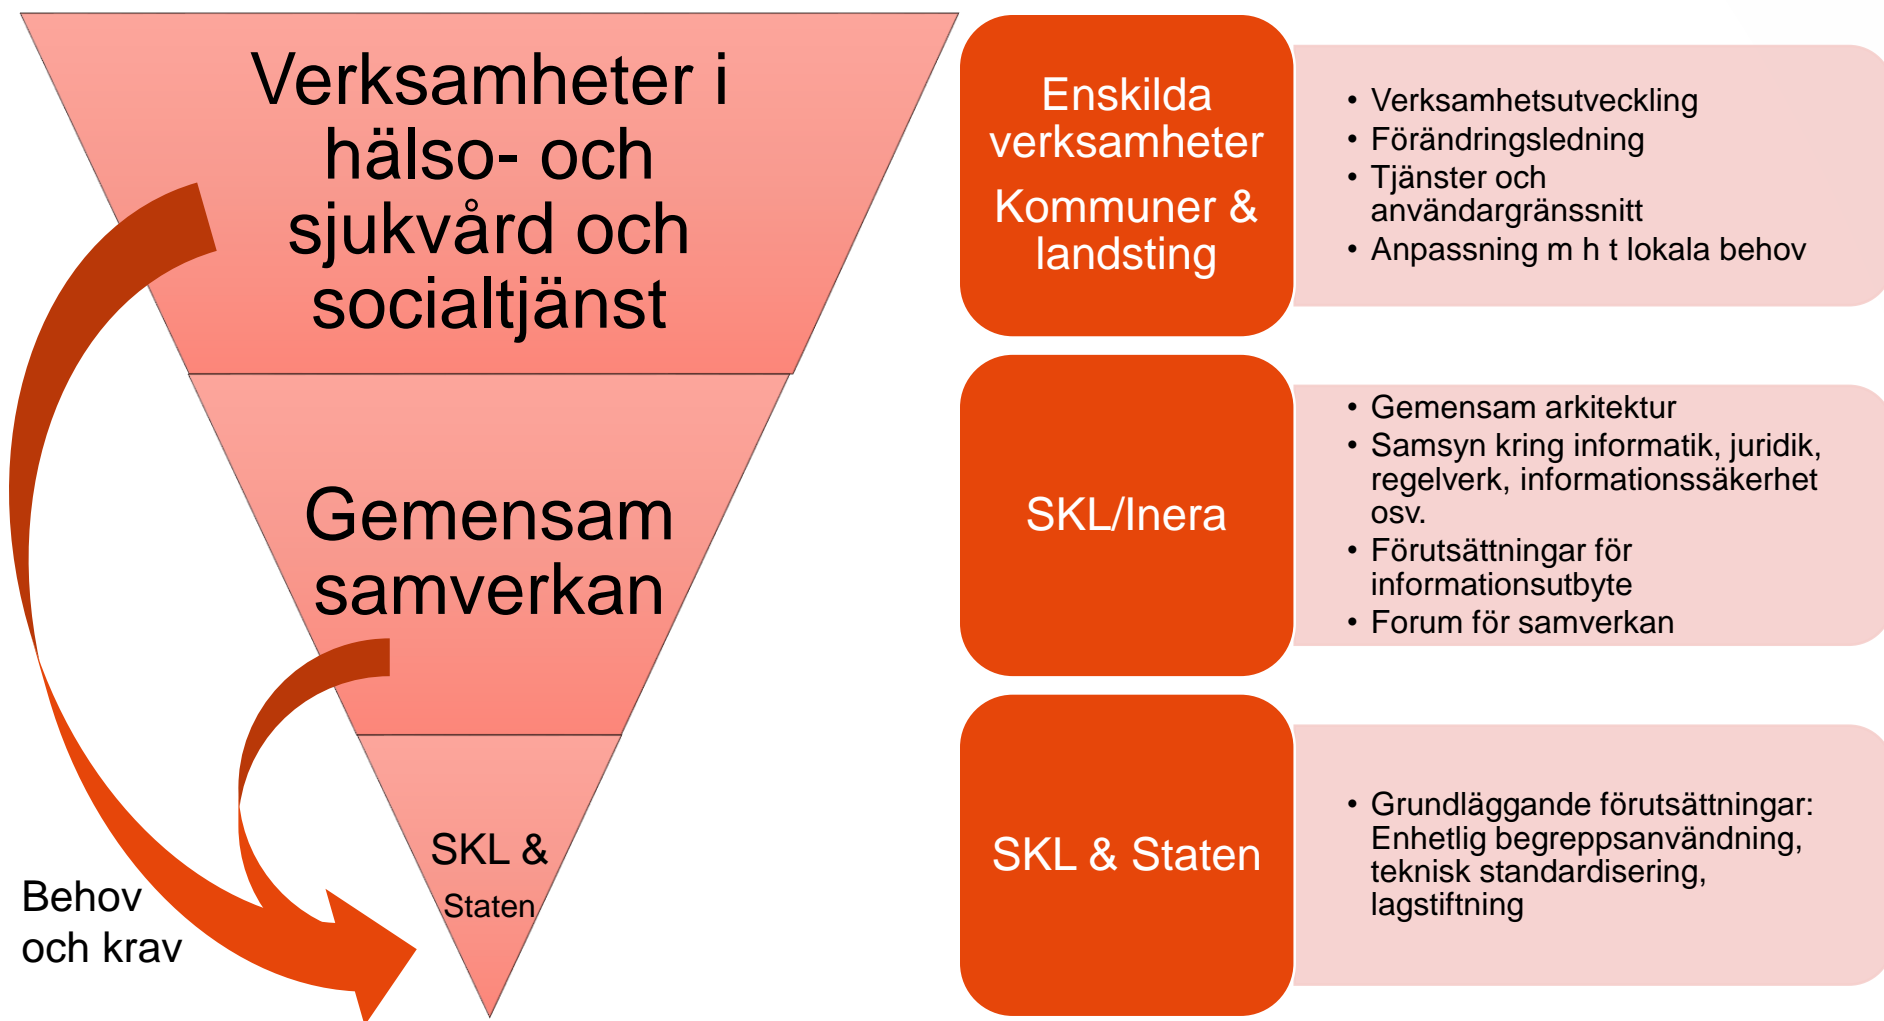 Verksamheter i
hälso- och
sjukvård och
socialtjänst
Gemensam
samverkan
SKL &
Staten
Behov
och krav
Enskilda
verksamheter
Kommuner &
landsting
• Verksamhetsutveckling
• Förändringsledning
• Tjänster och
användargränssnitt
• Anpassning m h t lokala behov
SKL/Inera
• Gemensam arkitektur
• Samsyn kring informatik, juridik,
regelverk, informationssäkerhet
osv.
• Förutsättningar för
informationsutbyte
• Forum för samverkan
SKL & Staten
• Grundläggande förutsättningar:
Enhetlig begreppsanvändning,
teknisk standardisering,
lagstiftning